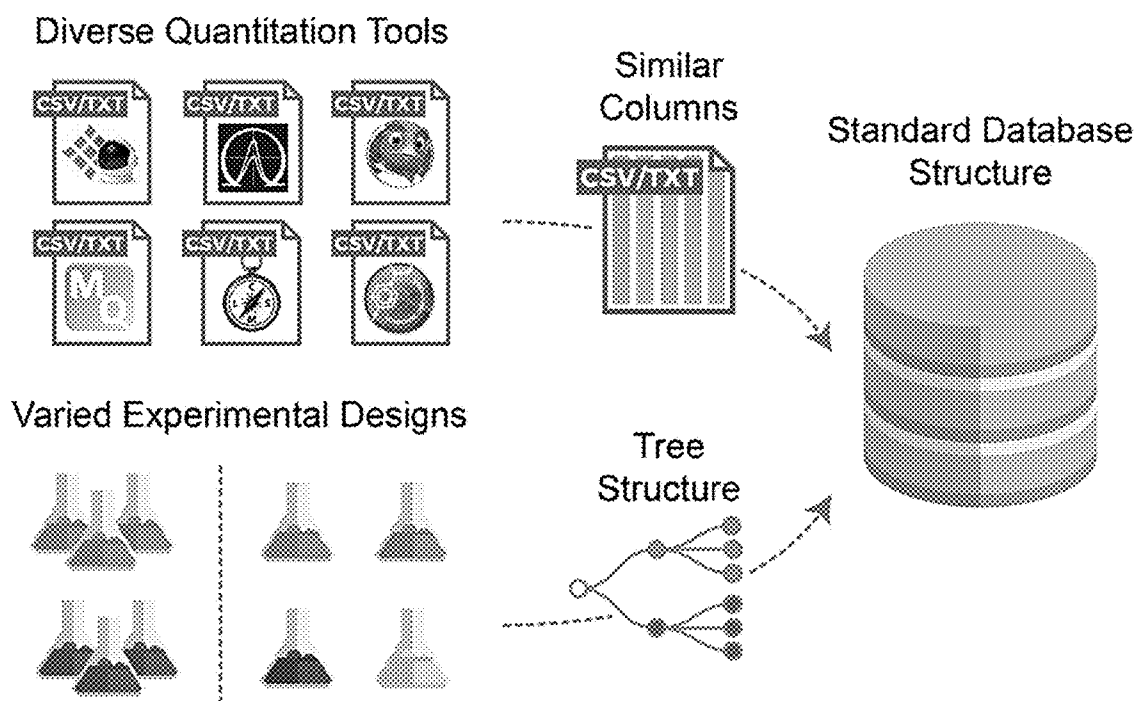 Diverse Quantitation Tools
CSV/TXT
CSV/TXT
CSV/TXT
CSV/TXT
CSV/TXT
CSV/TXT
MQ
Similar
Columns
CSV/TXT
Standard Database
Structure
Varied Experimental Designs
Tree
Structure